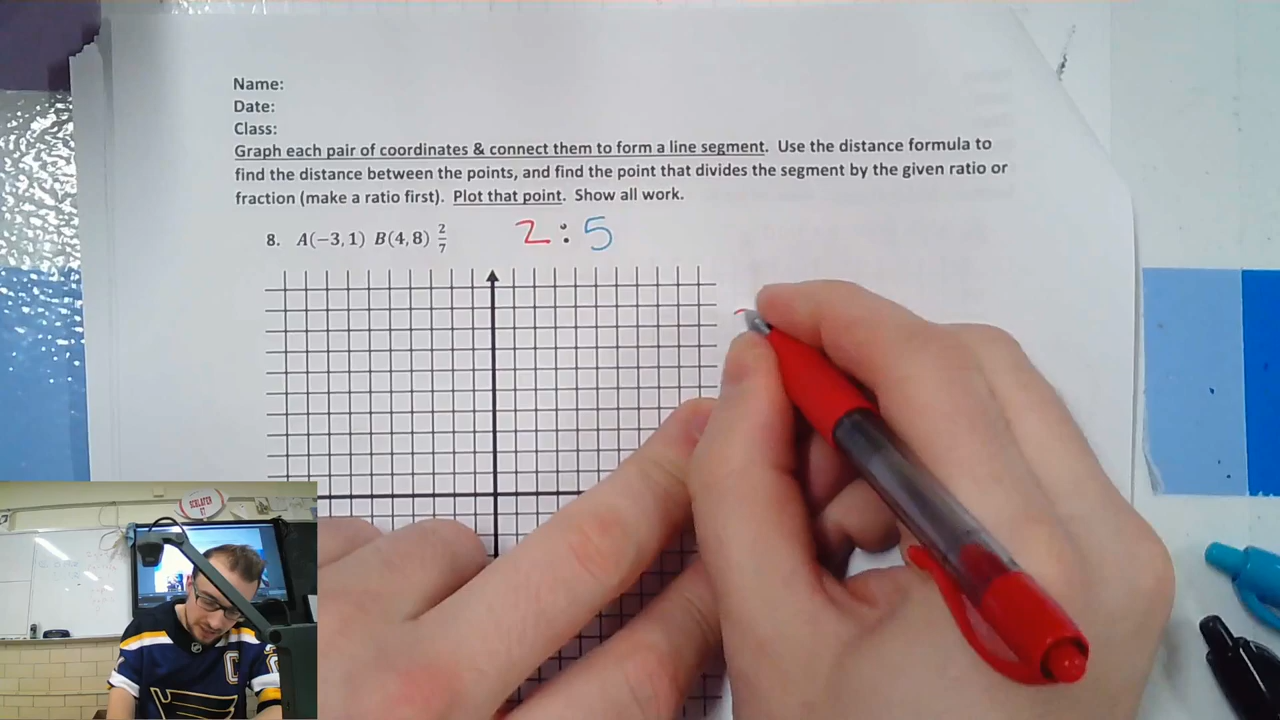 Name:
Date:
Class:
Graph each pair of coordinates & connect them to form a line segment. Use the distance formula to
find the distance between the points, and find the point that divides the segment by the given ratio or
fraction (make a ratio first). Plot that point. Show all work.
8. A(−3, 1) B(4, 8) 2/7 2 : 5
SCHLATER
67
C